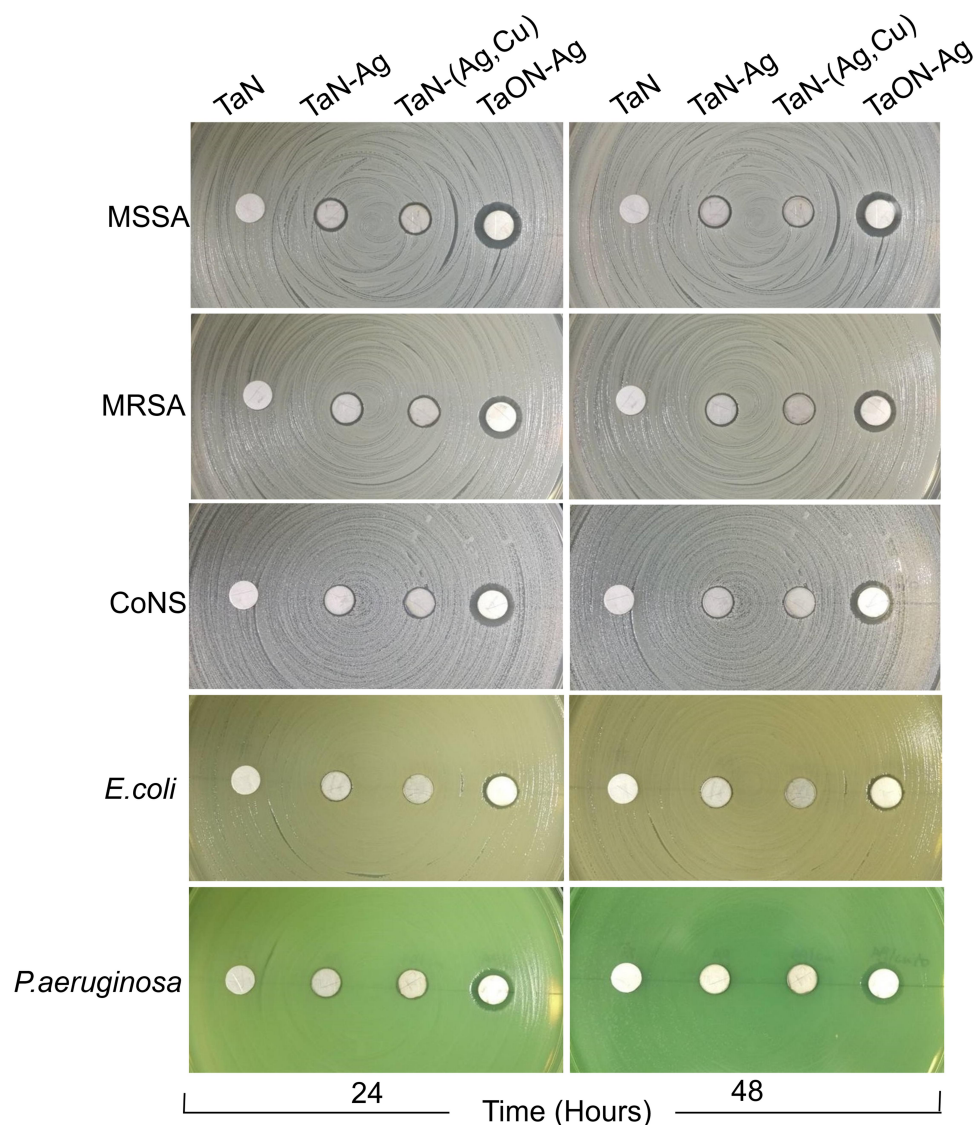 TaN TaN-Ag TaN-(Ag,Cu) TaON-Ag TaN TaN-Ag TaN-(Ag,Cu) TaON-Ag
MSSA
MRSA
CoNS
E.coli
P.aeruginosa
24 48
Time (Hours)